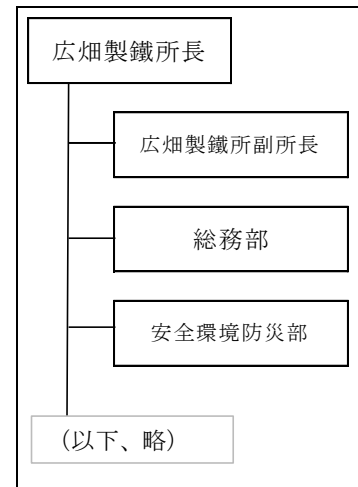 広畑製鐵所長
広畑製鐵所副所長
総務部
安全環境防災部
（以下、略）